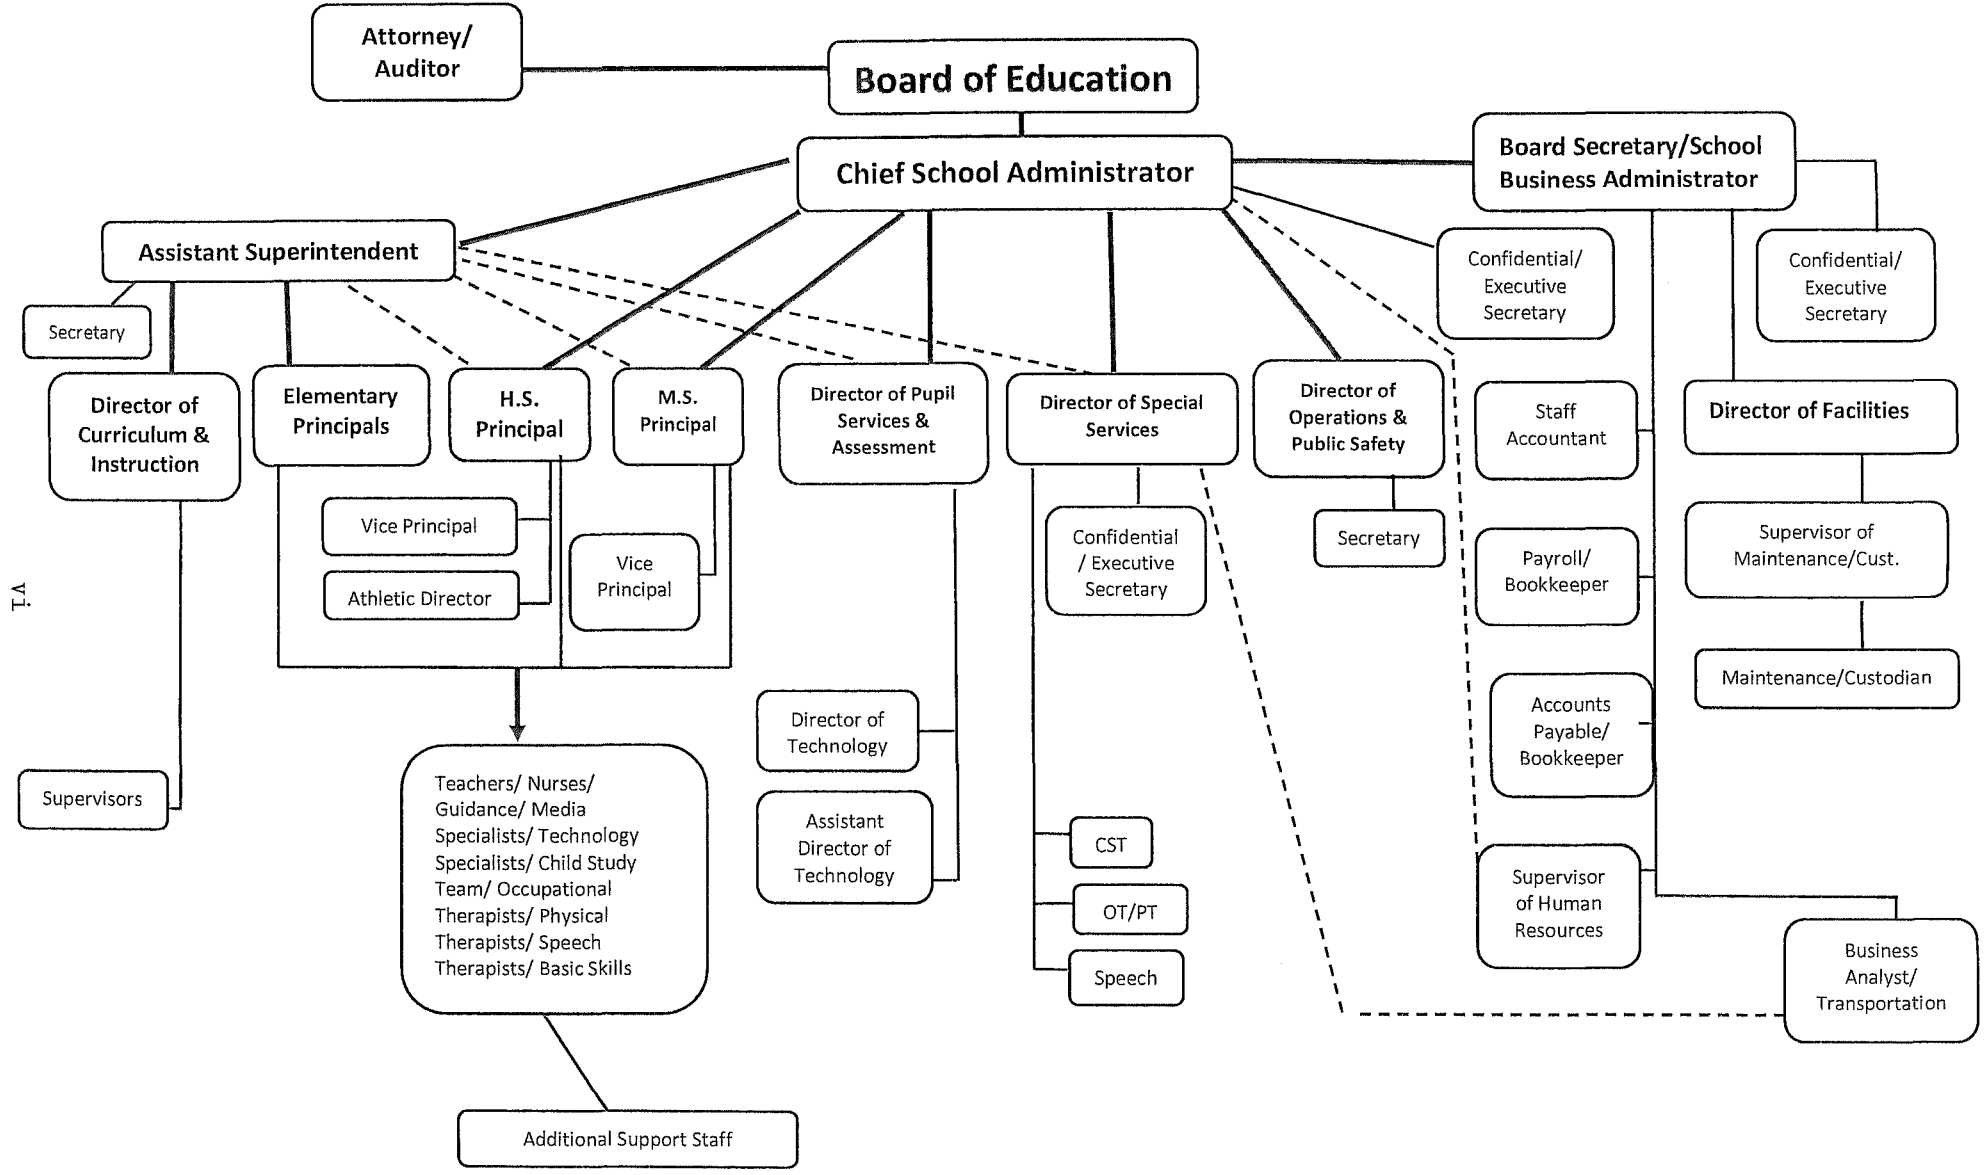 Attorney/
Auditor
Board of Education
Chief School Administrator
Board Secretary/School
Business Administrator
Assistant Superintendent
Confidential/
Executive
Secretary
Confidential/
Executive
Secretary
Secretary
Director of
Curriculum &
Instruction
Elementary
Principals
H.S.
Principal
M.S.
Principal
Director of Pupil
Services &
Assessment
Director of Special
Services
Director of
Operations &
Public Safety
Staff
Accountant
Director of Facilities
Vice Principal
Athletic Director
Vice
Principal
Confidential
/ Executive
Secretary
Secretary
Payroll/
Bookkeeper
Supervisor of
Maintenance/Cust.
vi
Accounts
Payable/
Bookkeeper
Maintenance/Custodian
Director of
Technology
Supervisors
Teachers/ Nurses/
Guidance/ Media
Specialists/ Technology
Specialists/ Child Study
Team/ Occupational
Therapists/ Physical
Therapists/ Speech
Therapists/ Basic Skills
Assistant
Director of
Technology
CST
OT/PT
Speech
Supervisor
of Human
Resources
Business
Analyst/
Transportation
Additional Support Staff